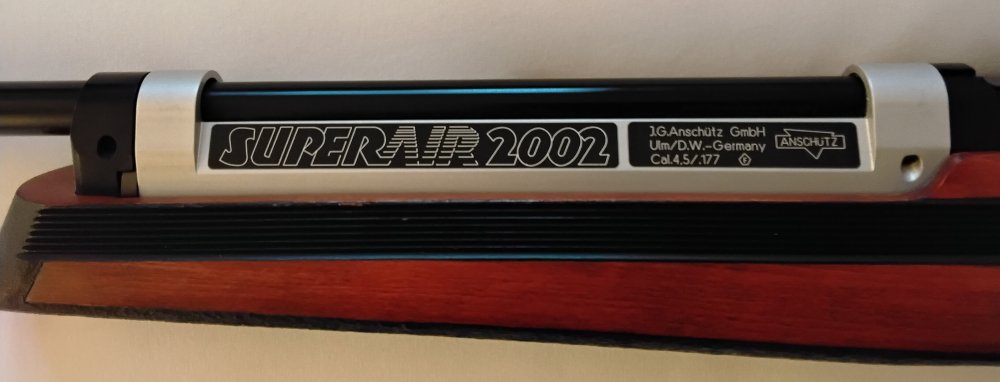 SUPERAIR 2002
J.G.Anschütz GmbH
Ulm/D.W.-Germany
Cal.4,5/.177 F
ANSCHÜTZ